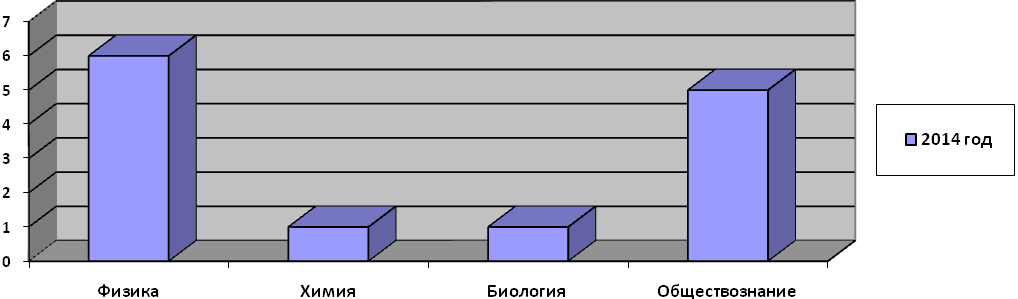 7
6
5
4
3
2
1
0
Физика
Химия
Биология
Обществознание
2014 год